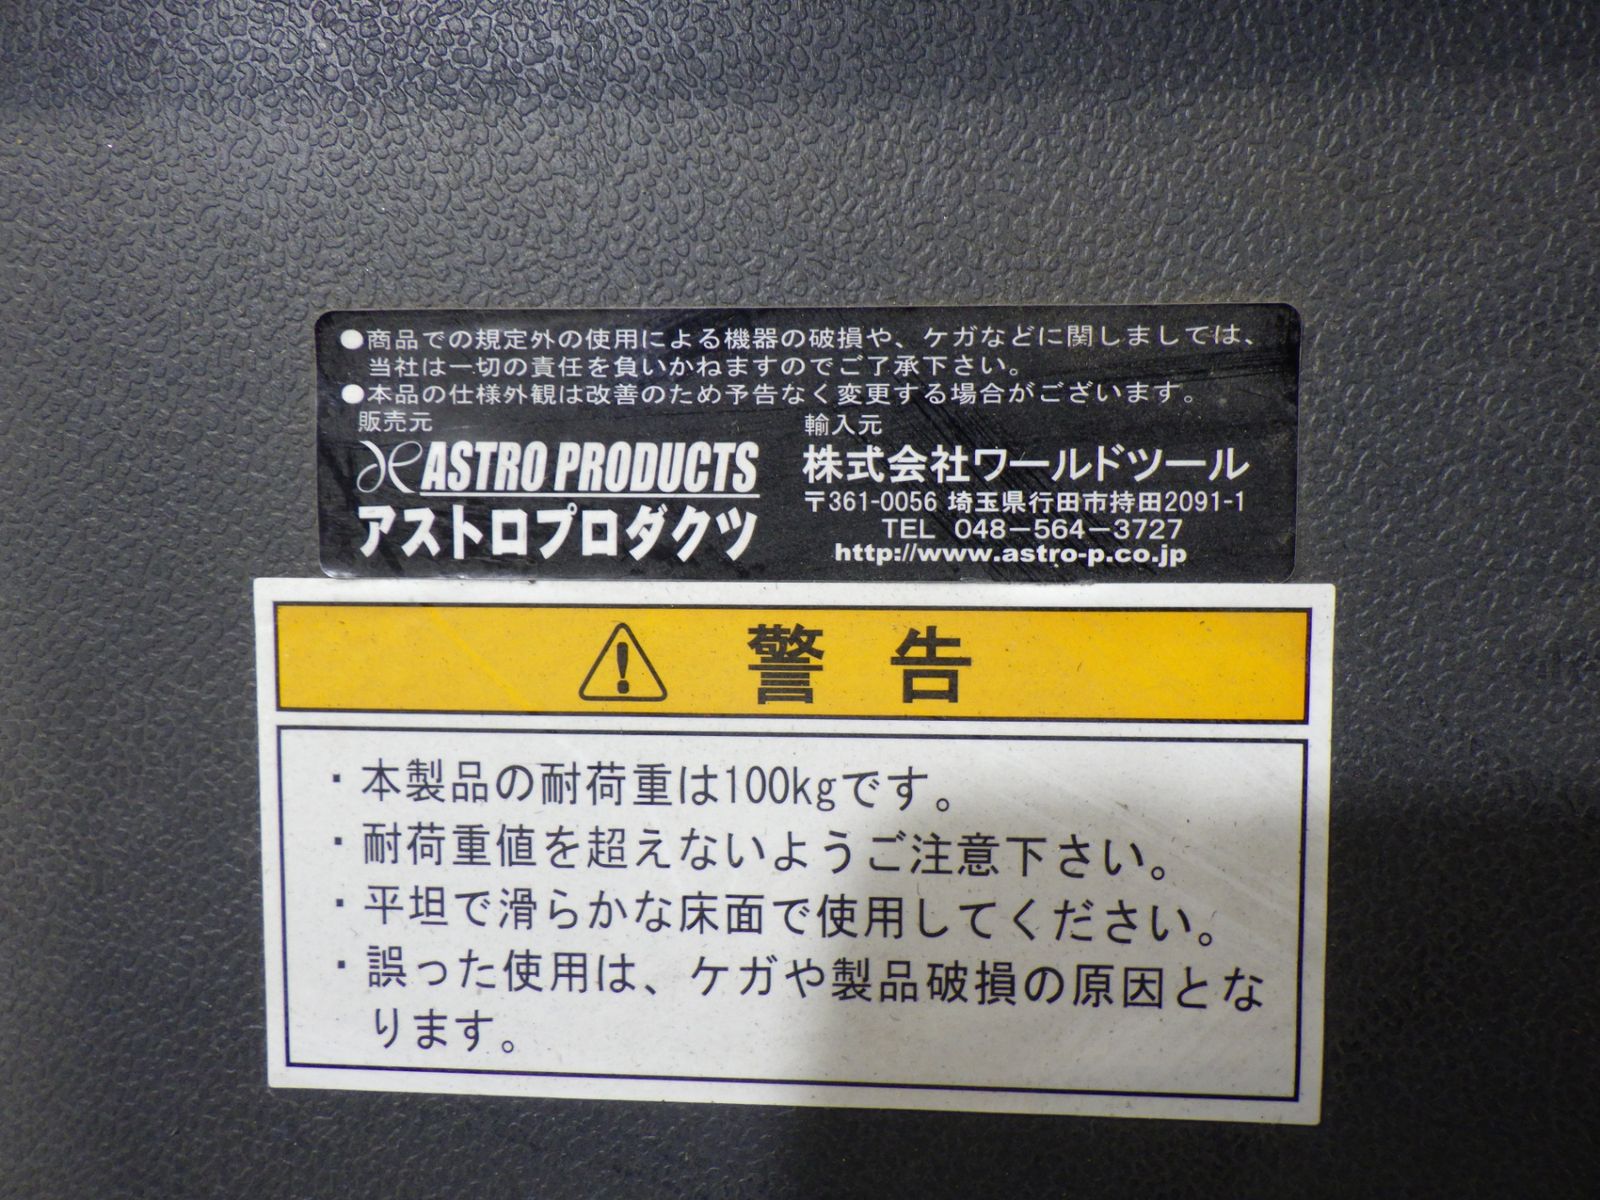 ●商品での規定外の使用による機器の破損や、ケガなどに関しましては、
当社は一切の責任を負いかねますのでご了承下さい。
●本品の仕様外観は改善のため予告なく変更する場合がございます。
販売元
ASTRO PRODUCTS
アストロプロダクツ
輸入元
株式会社ワールドツール
〒361-0056 埼玉県行田市持田2091-1
TEL 048-564-3727
http://www.astro-p.co.jp
警告
・本製品の耐荷重は100kgです。
・耐荷重値を超えないようご注意下さい。
・平坦で滑らかな床面で使用してください。
・誤った使用は、ケガや製品破損の原因とな
ります。